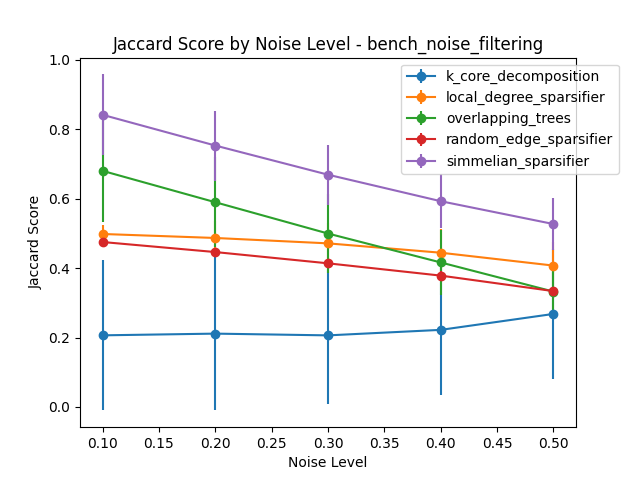 Jaccard Score by Noise Level - bench_noise_filtering
k_core_decomposition
local_degree_sparsifier
overlapping_trees
random_edge_sparsifier
simmelian_sparsifier
Jaccard Score
1.0
0.8
0.6
0.4
0.2
0.0
0.10 0.15 0.20 0.25 0.30 0.35 0.40 0.45 0.50
Noise Level